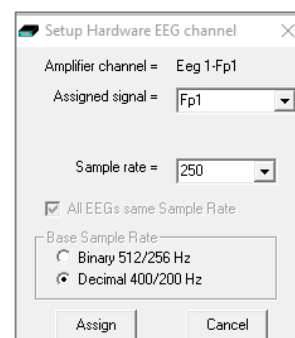 Setup Hardware EEG channel
Amplifier channel = Eeg 1-Fp1
Assigned signal = Fp1
Sample rate = 250
All EEGs same Sample Rate
Base Sample Rate
Binary 512/256 Hz
Decimal 400/200 Hz
Assign Cancel